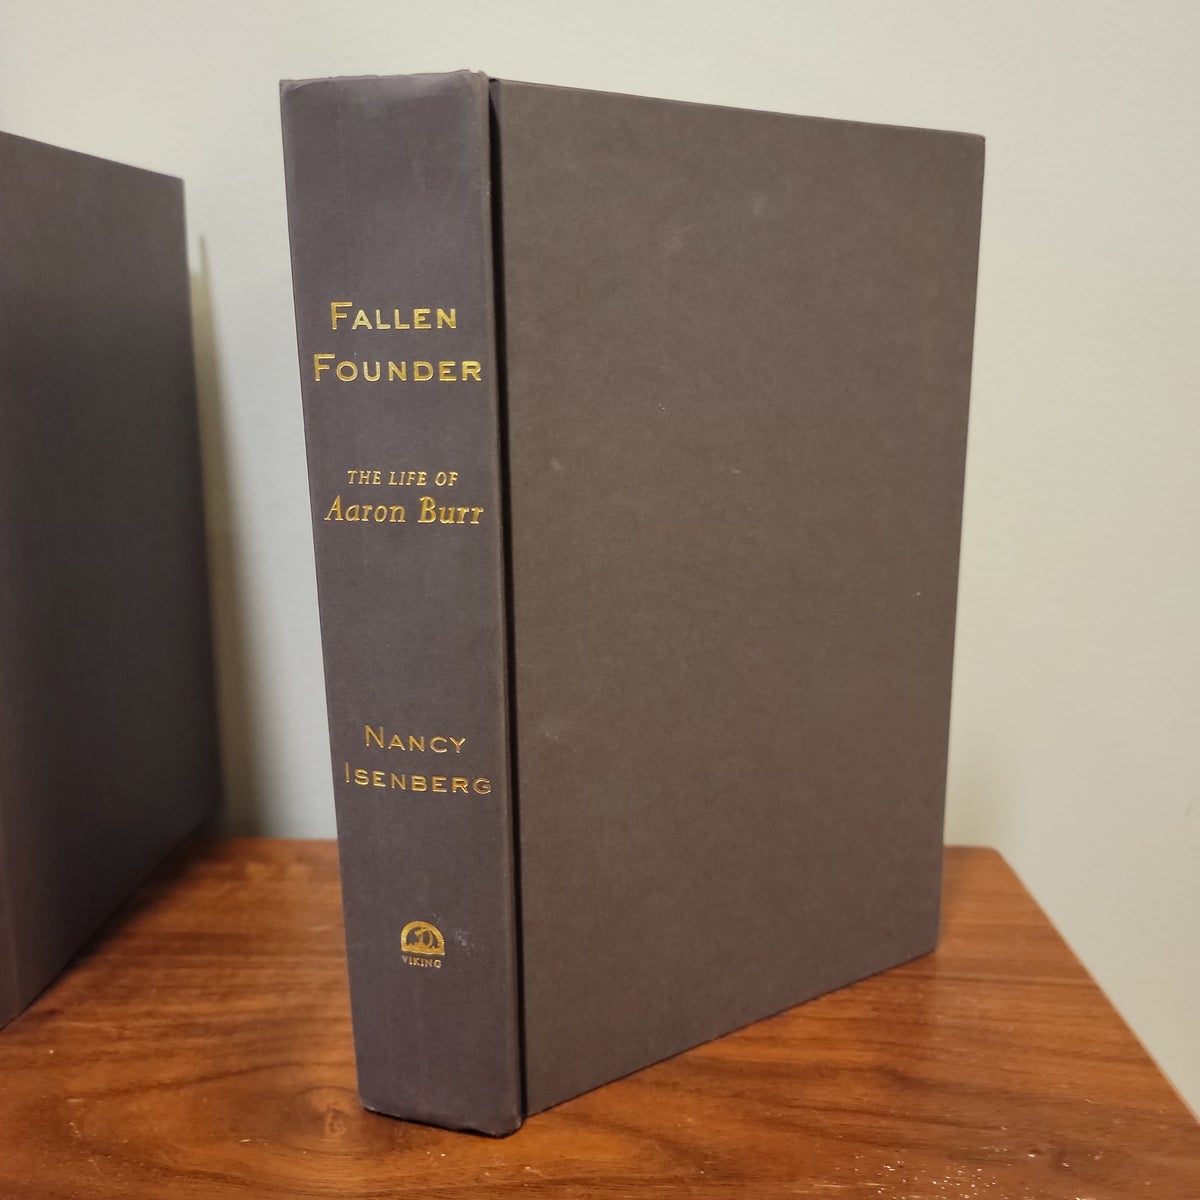 FALLEN
FOUNDER
THE LIFE OF
Aaron Burr
NANCY
ISENBERG
VIKING